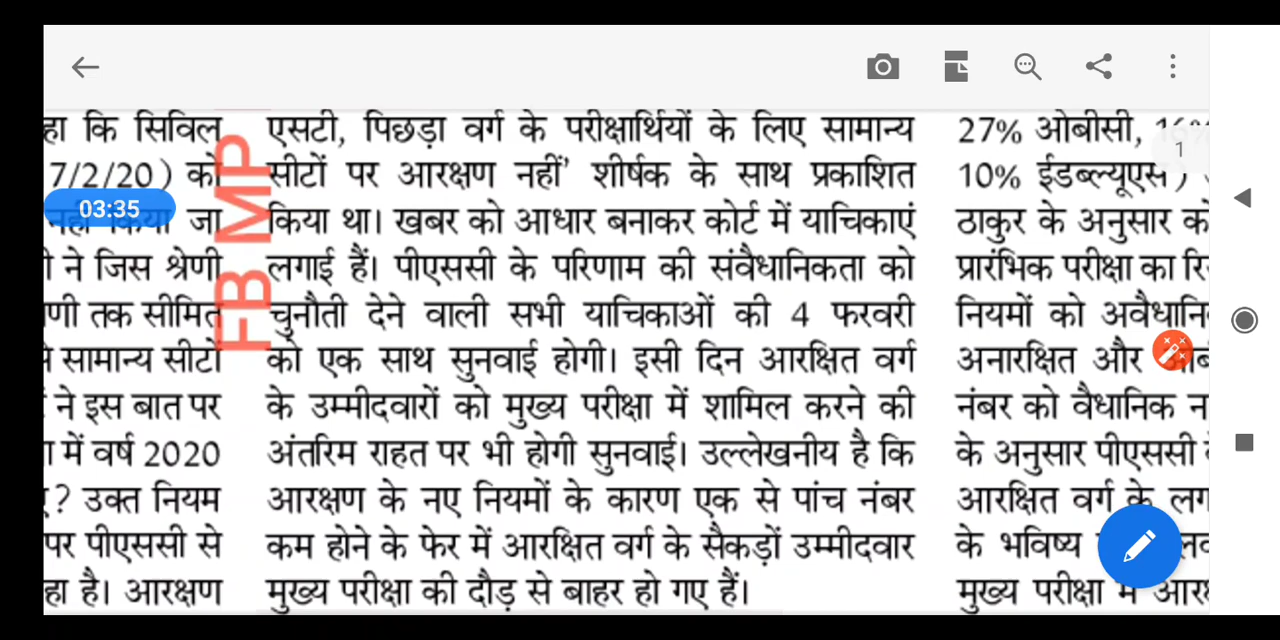 हा कि सिविल
7/2/20) को
03:35
जा
ने जिस श्रेणी
णी तक सीमित
सामान्य सीटों
ने इस बात पर
में वर्ष 2020
? उक्त नियम
पर पीएससी से
हा है। आरक्षण
FB MP
एसटी, पिछड़ा वर्ग के परीक्षार्थियों के लिए सामान्य
सीटों पर आरक्षण नहीं' शीर्षक के साथ प्रकाशित
किया था। खबर को आधार बनाकर कोर्ट में याचिकाएं
लगाई हैं। पीएससी के परिणाम की संवैधानिकता को
चुनौती देने वाली सभी याचिकाओं की 4 फरवरी
को एक साथ सुनवाई होगी। इसी दिन आरक्षित वर्ग
के उम्मीदवारों को मुख्य परीक्षा में शामिल करने की
अंतरिम राहत पर भी होगी सुनवाई। उल्लेखनीय है कि
आरक्षण के नए नियमों के कारण एक से पांच नंबर
कम होने के फेर में आरक्षित वर्ग के सैकड़ों उम्मीदवार
मुख्य परीक्षा की दौड़ से बाहर हो गए हैं।
27% ओबीसी,
1
10% ईडब्ल्यूएस)
ठाकुर के अनुसार को
प्रारंभिक परीक्षा का रि
नियमों को अवैधानि
अनारक्षित और
नंबर को वैधानिक न
के अनुसार पीएससी
आरक्षित वर्ग के लग
के भविष्य
मुख्य परीक्षा में आर